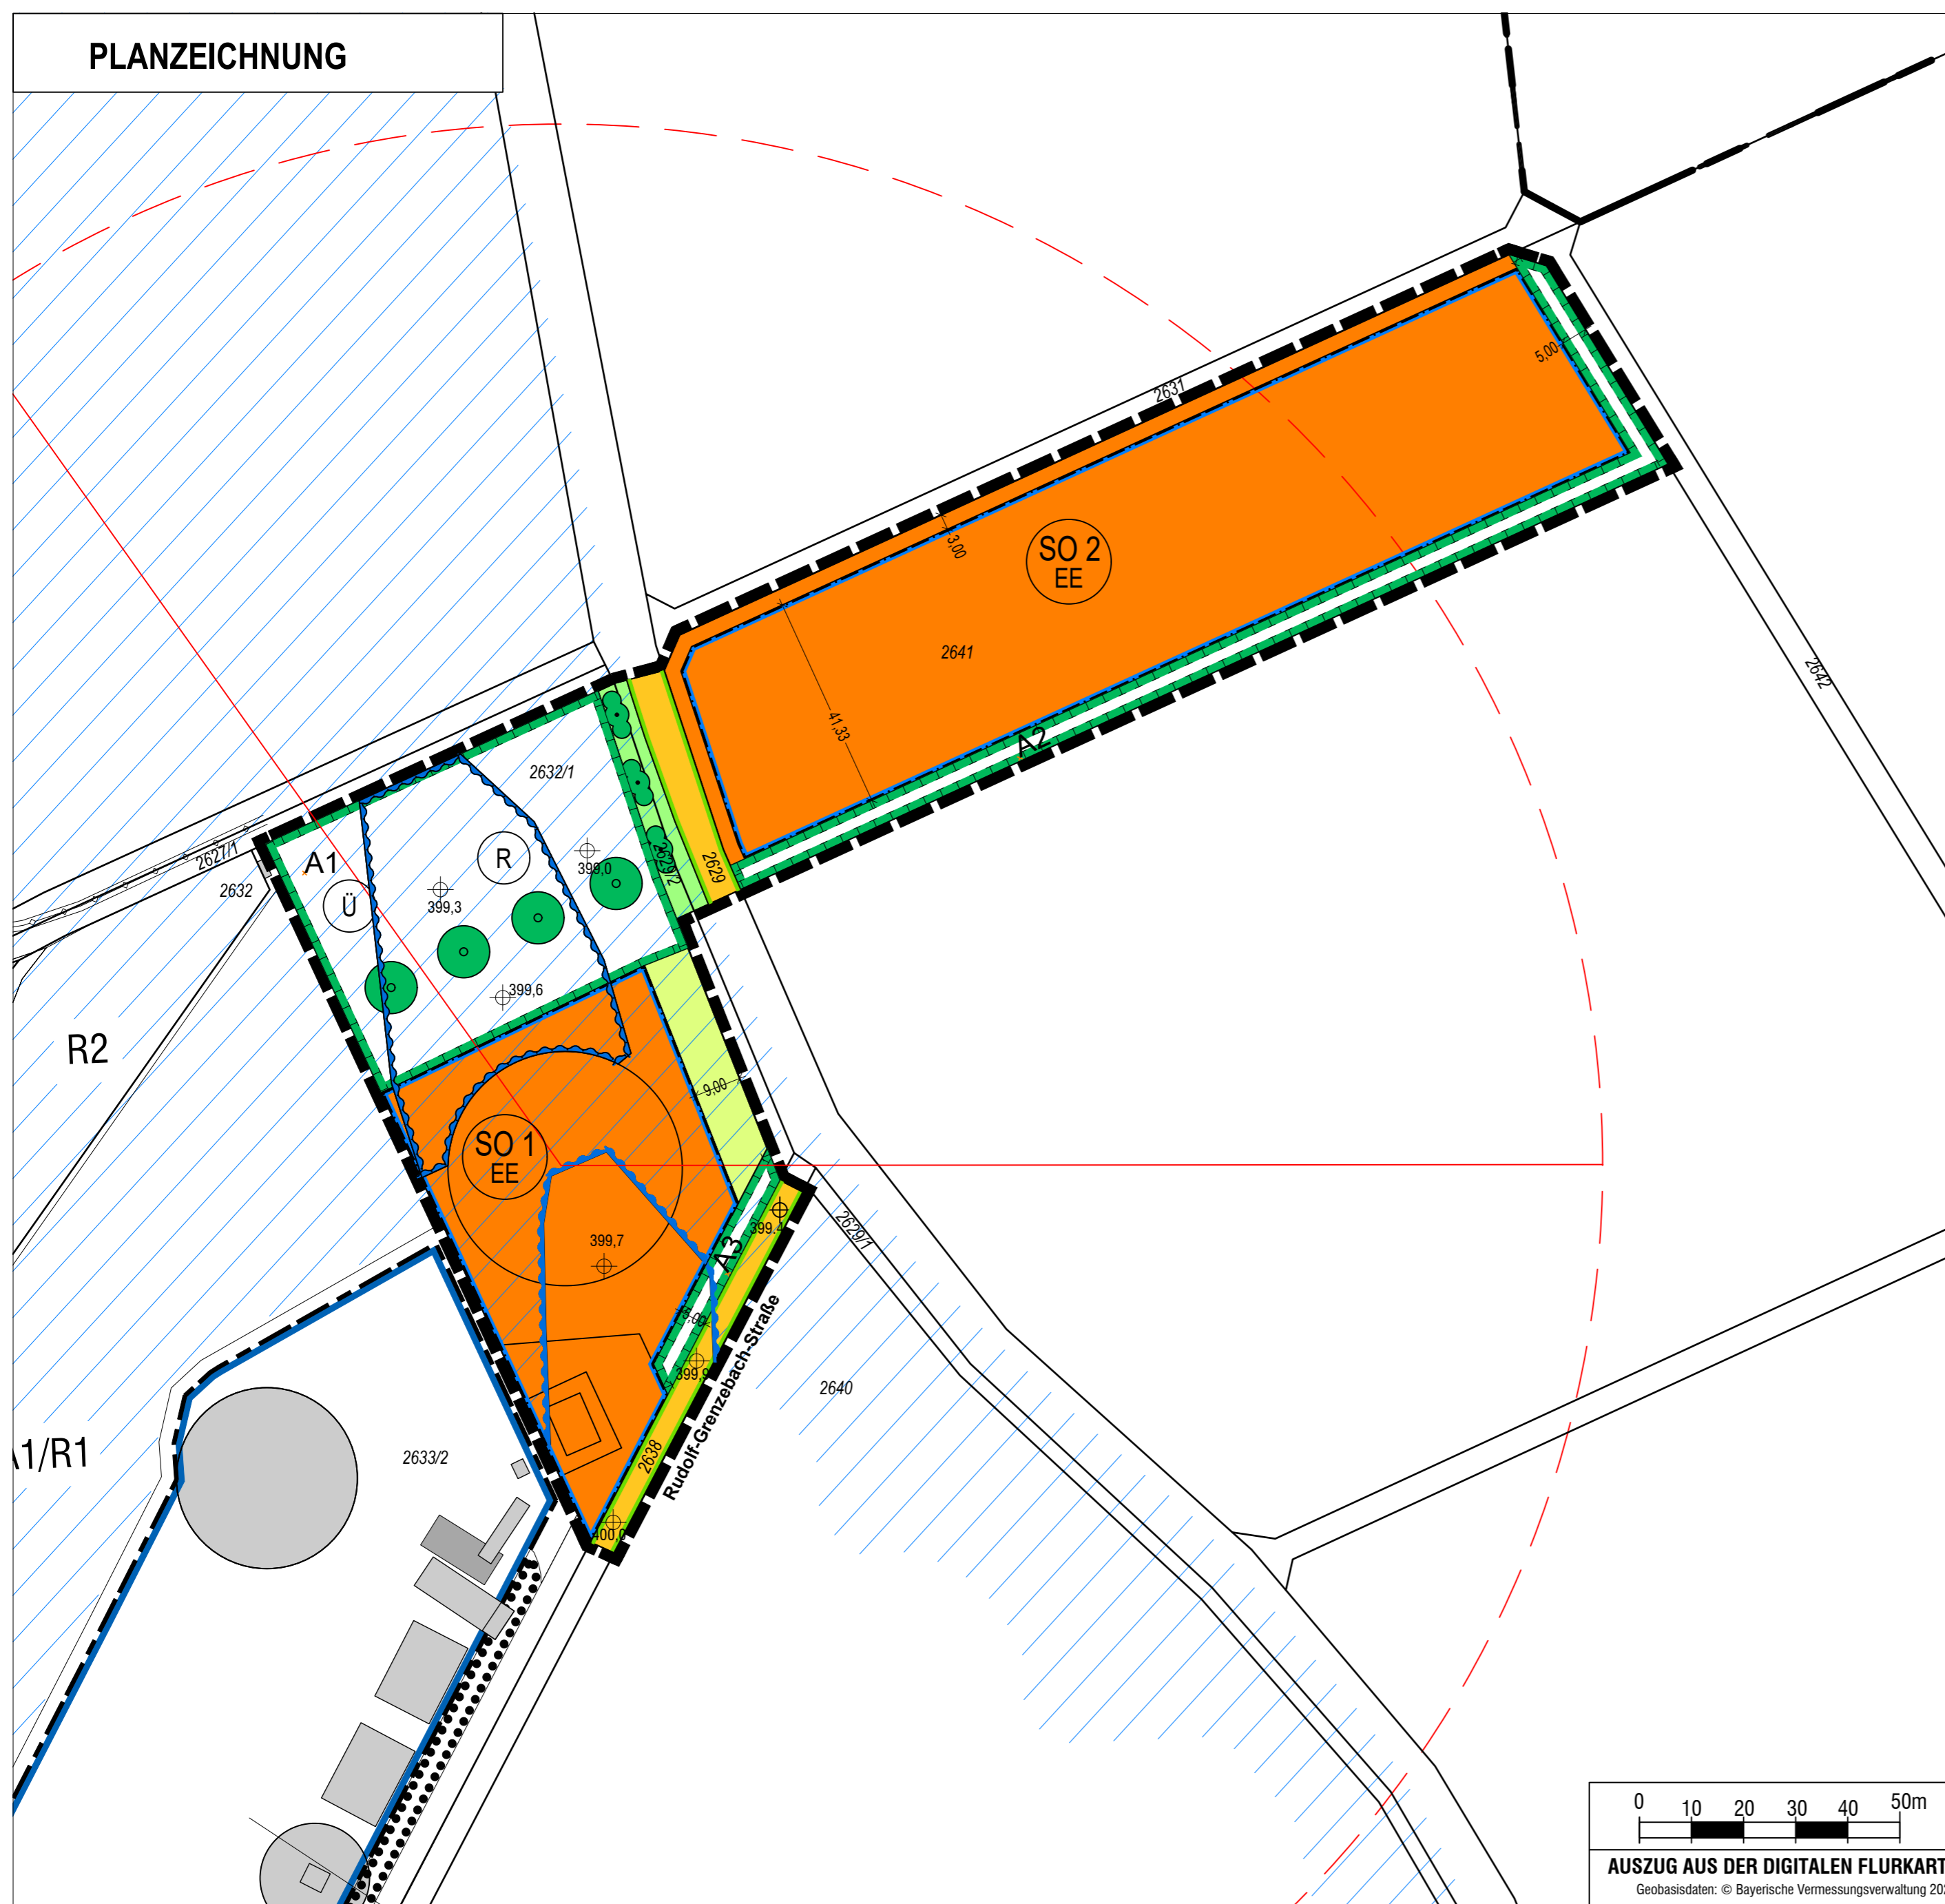 PLANZEICHNUNG
2631
5,00
3,00
SO 2
EE
2641
2642
41,33
A2
2632/1
2629/2
2629
2627/1
2632
A1
R
Ü
399,0
399,3
399,6
R2
9,00
SO 1
EE
399.4
2629/1
A3
399,7
5,00
399,9
Rudolf-Grenzebach-Straße
2640
2638
2633/2
A1/R1
400,0
0 10 20 30 40 50m
AUSZUG AUS DER DIGITALEN FLURKART
Geobasisdaten: © Bayerische Vermessungsverwaltung 20